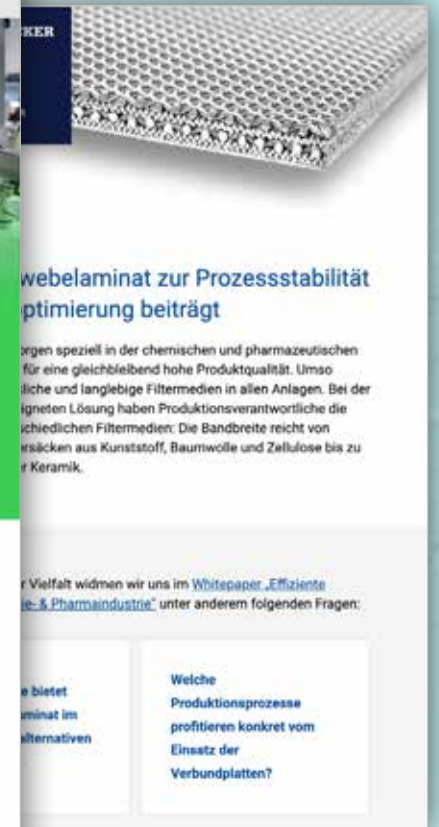 KER
webelaminat zur Prozessstabilität
ptimierung beiträgt
orgen speziell in der chemischen und pharmazeutischen
für eine gleichbleibend hohe Produktqualität. Umso
liche und langlebige Filtermedien in allen Anlagen. Bei der
igneten Lösung haben Produktionsverantwortliche die
schiedlichen Filtermedien: Die Bandbreite reicht von
ersäcken aus Kunststoff, Baumwolle und Zellulose bis zu
r Keramik.
r Vielfalt widmen wir uns im Whitepaper „Effiziente
ie- & Pharmaindustrie“ unter anderem folgenden Fragen:
e bietet
minat im
alternativen
Welche
Produktionsprozesse
profitieren konkret vom
Einsatz der
Verbundplatten?